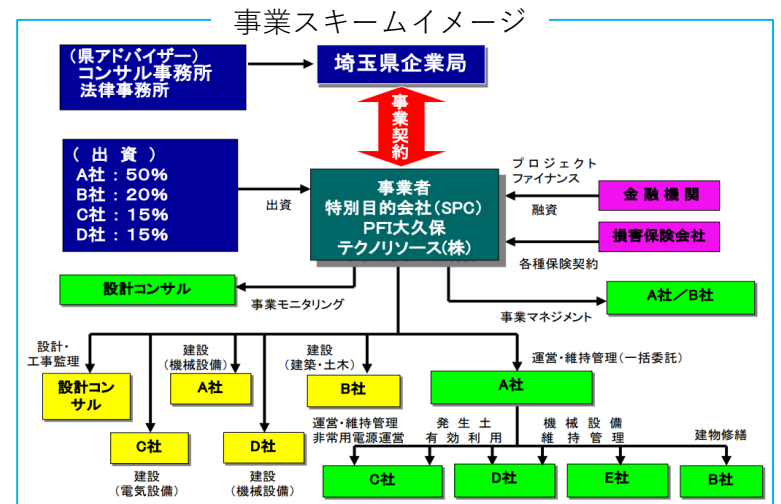 事業スキームイメージ
(県アドバイザー)
コンサル事務所
法律事務所
埼玉県企業局
事業契約
(出資)
A社:50%
B社:20%
C社:15%
D社:15%
出資
事業者
特別目的会社(SPC)
PFI大久保
テクノリソース(株)
プロジェクト
ファイナンス
融資
金融機関
損害保険会社
各種保険契約
設計コンサル
事業モニタリング
事業マネジメント
A社/B社
設計・
工事監理
設計コン
サル
建設
(機械設備)
A社
建設
(建築・土木)
B社
運営・維持管理(一括委託)
A社
C社
建設
(電気設備)
D社
建設
(機械設備)
運営・維持管理
非常用電源運営
C社
発生土
有効利用
D社
機械設備
維持管理
E社
建物修繕
B社